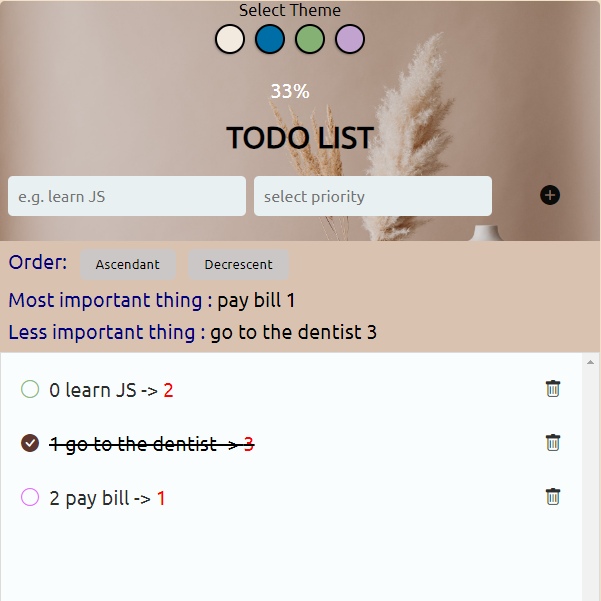 Select Theme
33%
TODO LIST
e.g. learn JS select priority
Order: Ascendant Decrescent
Most important thing : pay bill 1
Less important thing : go to the dentist 3
0 learn JS -> 2
1 go to the dentist -> 3
2 pay bill -> 1